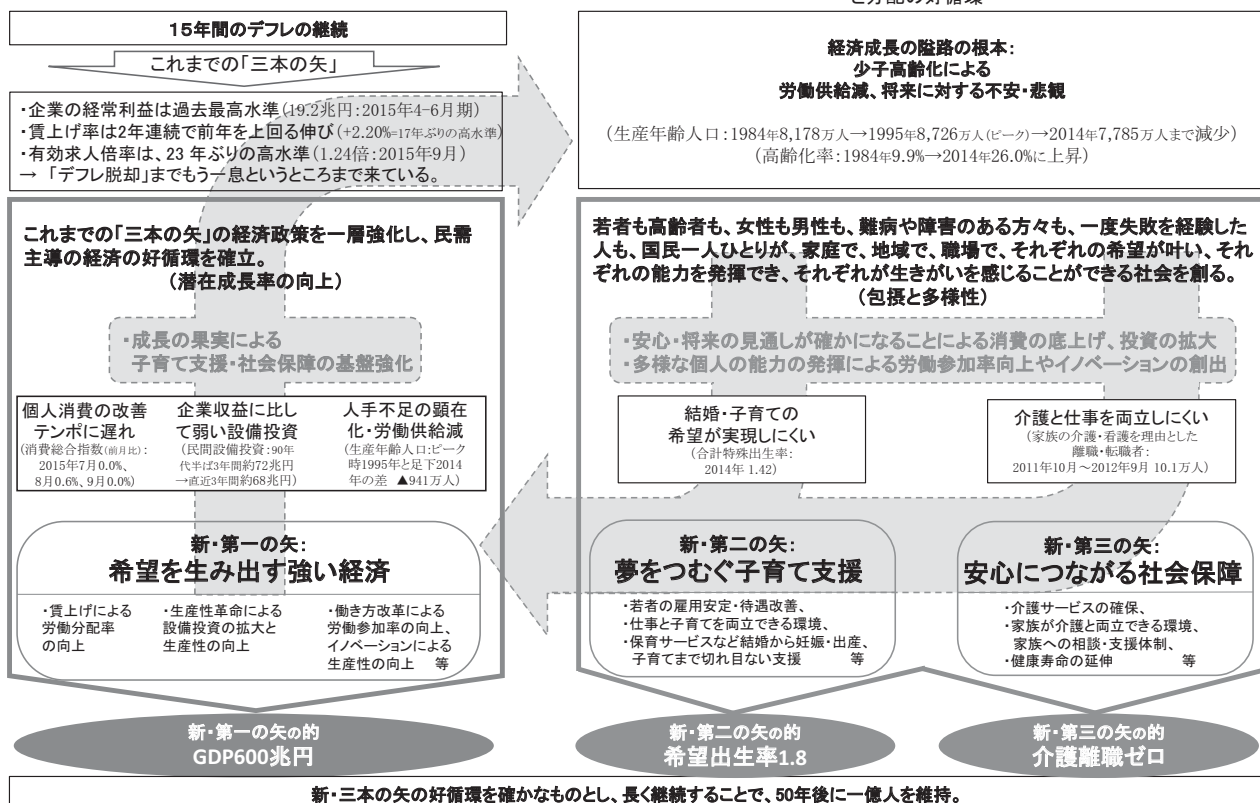 と分配の好循環
15年間のデフレの継続
これまでの「三本の矢」
・企業の経常利益は過去最高水準(19.2兆円:2015年4-6月期)
・賃上げ率は2年連続で前年を上回る伸び(+2.20%=17年ぶりの高水準)
・有効求人倍率は、23 年ぶりの高水準(1.24倍:2015年9月)
→ 「デフレ脱却」までもう一息というところまで来ている。
経済成長の隘路の根本:
少子高齢化による
労働供給減、将来に対する不安・悲観
(生産年齢人口:1984年8,178万人→1995年8,726万人(ピーク)→2014年7,785万人まで減少)
(高齢化率:1984年9.9%→2014年26.0%に上昇)
これまでの「三本の矢」の経済政策を一層強化し、民需
主導の経済の好循環を確立。
(潜在成長率の向上)
・成長の果実による
子育て支援・社会保障の基盤強化
個人消費の改善
テンポに遅れ
(消費総合指数(前月比):
2015年7月0.0%、
8月0.6%、9月0.0%)
企業収益に比し
て弱い設備投資
(民間設備投資:90年
代半ば3年間約72兆円
→直近3年間約68兆円)
人手不足の顕在
化・労働供給減
(生産年齢人口:ピーク
時1995年と足下2014
年の差 ▲941万人)
新・第一の矢:
希望を生み出す強い経済
・賃上げによる
労働分配率
の向上
・生産性革命による
設備投資の拡大と
生産性の向上
・働き方改革による
労働参加率の向上、
イノベーションによる
生産性の向上 等
新・第一の矢の的
GDP600兆円
若者も高齢者も、女性も男性も、難病や障害のある方々も、一度失敗を経験した
人も、国民一人ひとりが、家庭で、地域で、職場で、それぞれの希望が叶い、それ
ぞれの能力を発揮でき、それぞれが生きがいを感じることができる社会を創る。
(包摂と多様性)
・安心・将来の見通しが確かになることによる消費の底上げ、投資の拡大
・多様な個人の能力の発揮による労働参加率向上やイノベーションの創出
結婚・子育ての
希望が実現しにくい
(合計特殊出生率:
2014年 1.42)
介護と仕事を両立しにくい
(家族の介護・看護を理由とした
離職・転職者:
2011年10月～2012年9月 10.1万人)
新・第二の矢:
夢をつむぐ子育て支援
・若者の雇用安定・待遇改善、
・仕事と子育てを両立できる環境、
・保育サービスなど結婚から妊娠・出産、
子育てまで切れ目ない支援 等
新・第三の矢:
安心につながる社会保障
・介護サービスの確保、
・家族が介護と両立できる環境、
家族への相談・支援体制、
・健康寿命の延伸 等
新・第二の矢の的
希望出生率1.8
新・第三の矢の的
介護離職ゼロ
新・三本の矢の好循環を確かなものとし、長く継続することで、50年後に一億人を維持。